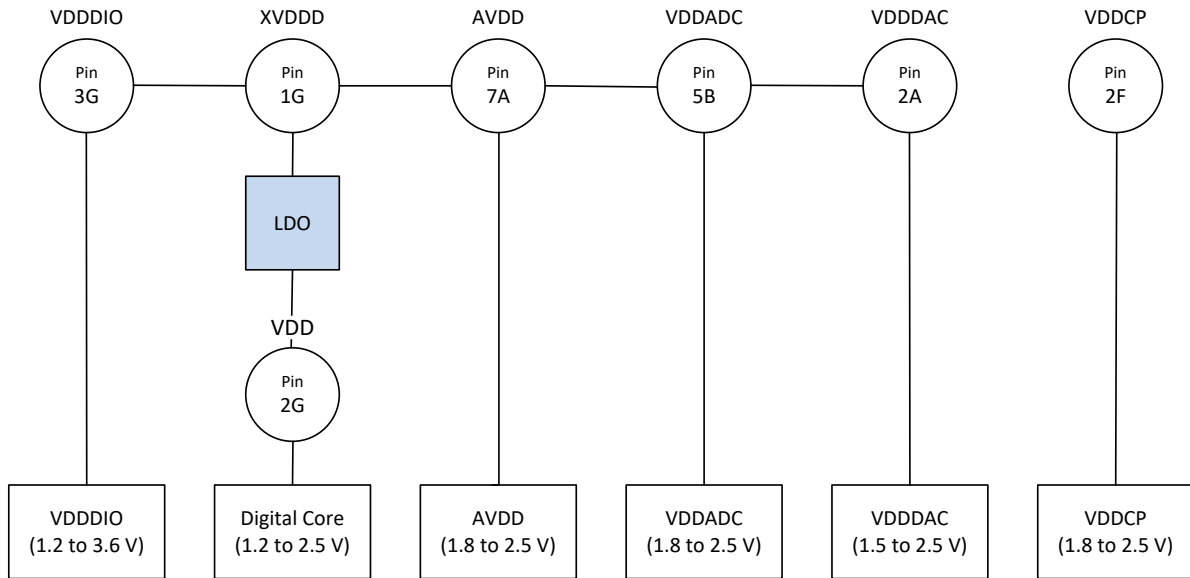 VDDDIO
XVDDD
AVDD
VDDADC
VDDDAC
VDDCP
Pin
3G
Pin
1G
Pin
7A
Pin
5B
Pin
2A
Pin
2F
LDO
VDD
Pin
2G
VDDDIO
(1.2 to 3.6 V)
Digital Core
(1.2 to 2.5 V)
AVDD
(1.8 to 2.5 V)
VDDADC
(1.8 to 2.5 V)
VDDDAC
(1.5 to 2.5 V)
VDDCP
(1.8 to 2.5 V)